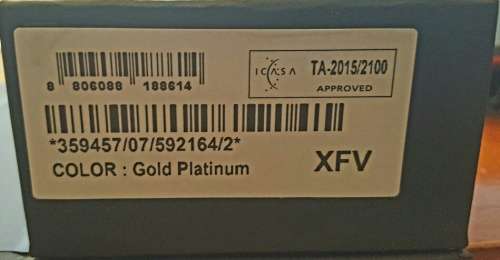 8 806088 188614
ICASA
TA-2015/2100
APPROVED
*359457/07/592164/2*
COLOR : Gold Platinum
XFV